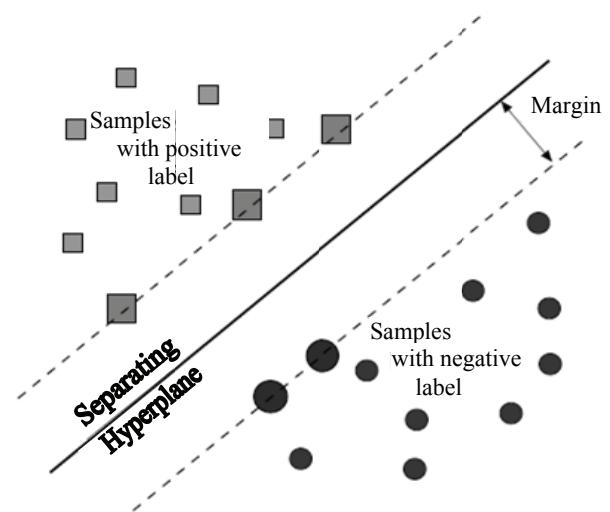 Samples
with positive
label
Margin
Separating
Hyperplane
Samples
with negative
label